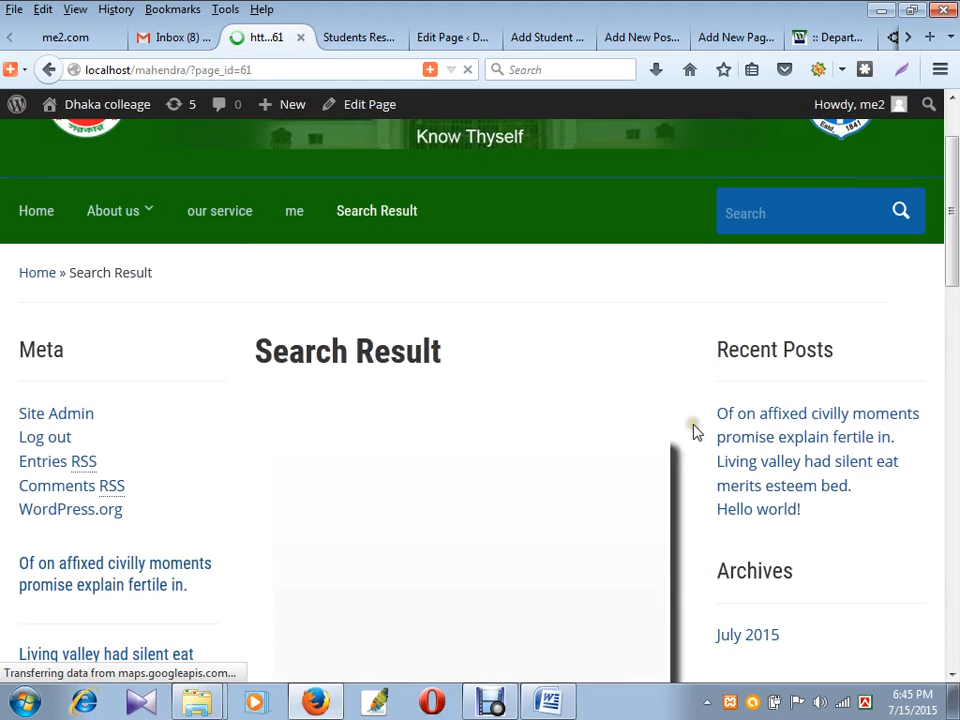 File Edit View History Bookmarks Tools Help
me2.com Inbox (8) ... htt...61 Students Res... Edit Page ‹ D... Add Student ... Add New Pos... Add New Pag... :: Depart...
localhost/mahendra/?page_id=61 Search
Dhaka colleage 5 0 New Edit Page Howdy, me2
সরকার Know Thyself Estd. 1841
Home About us our service me Search Result Search
Home » Search Result
Meta
Search Result
Recent Posts
Site Admin
Log out
Entries RSS
Comments RSS
WordPress.org
Of on affixed civilly moments
promise explain fertile in.
Living valley had silent eat
merits esteem bed.
Hello world!
Of on affixed civilly moments
promise explain fertile in.
Archives
July 2015
Living valley had silent eat
Transferring data from maps.googleapis.com...
6:45 PM
7/15/2015